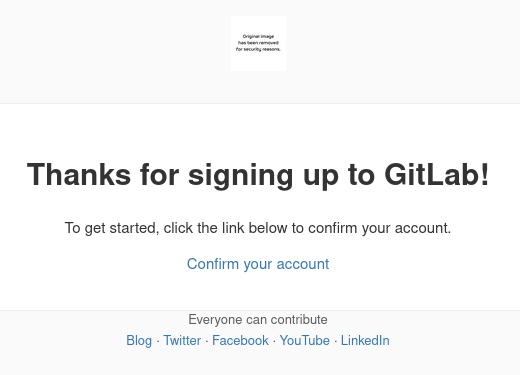 Original image
has been removed
for security reasons.
Thanks for signing up to GitLab!
To get started, click the link below to confirm your account.
Confirm your account
Everyone can contribute
Blog · Twitter · Facebook · YouTube · LinkedIn